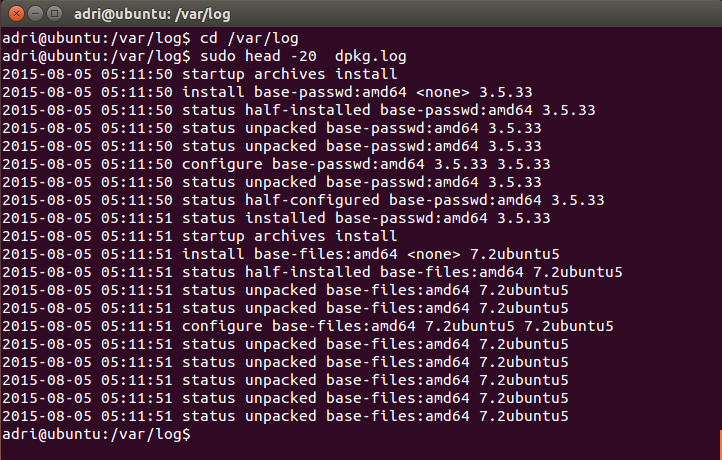 adri@ubuntu: /var/log
adri@ubuntu:/var/log$ cd /var/log
adri@ubuntu:/var/log$ sudo head -20  dpkg.log
2015-08-05 05:11:50 startup archives install
2015-08-05 05:11:50 install base-passwd:amd64 <none> 3.5.33
2015-08-05 05:11:50 status half-installed base-passwd:amd64 3.5.33
2015-08-05 05:11:50 status unpacked base-passwd:amd64 3.5.33
2015-08-05 05:11:50 status unpacked base-passwd:amd64 3.5.33
2015-08-05 05:11:50 configure base-passwd:amd64 3.5.33 3.5.33
2015-08-05 05:11:50 status unpacked base-passwd:amd64 3.5.33
2015-08-05 05:11:50 status half-configured base-passwd:amd64 3.5.33
2015-08-05 05:11:51 status installed base-passwd:amd64 3.5.33
2015-08-05 05:11:51 startup archives install
2015-08-05 05:11:51 install base-files:amd64 <none> 7.2ubuntu5
2015-08-05 05:11:51 status half-installed base-files:amd64 7.2ubuntu5
2015-08-05 05:11:51 status unpacked base-files:amd64 7.2ubuntu5
2015-08-05 05:11:51 status unpacked base-files:amd64 7.2ubuntu5
2015-08-05 05:11:51 configure base-files:amd64 7.2ubuntu5 7.2ubuntu5
2015-08-05 05:11:51 status unpacked base-files:amd64 7.2ubuntu5
2015-08-05 05:11:51 status unpacked base-files:amd64 7.2ubuntu5
2015-08-05 05:11:51 status unpacked base-files:amd64 7.2ubuntu5
2015-08-05 05:11:51 status unpacked base-files:amd64 7.2ubuntu5
2015-08-05 05:11:51 status unpacked base-files:amd64 7.2ubuntu5
adri@ubuntu:/var/log$